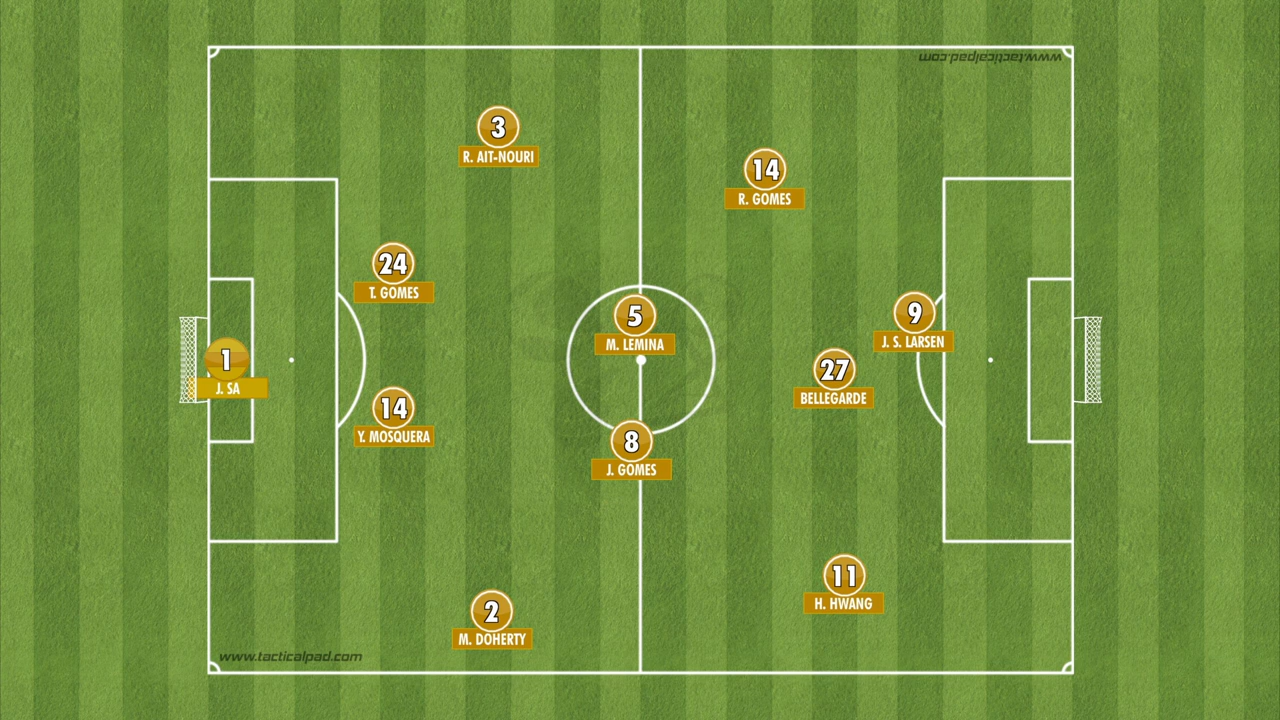 www.tacticalpad.com
3
R. AIT-NOURI
14
R. GOMES
24
T. GOMES
5
M. LEMINA
9
J. S. LARSEN
1
J. SA
27
BELLEGARDE
14
Y. MOSQUERA
8
J. GOMES
11
H. HWANG
2
M. DOHERTY
www.tacticalpad.com